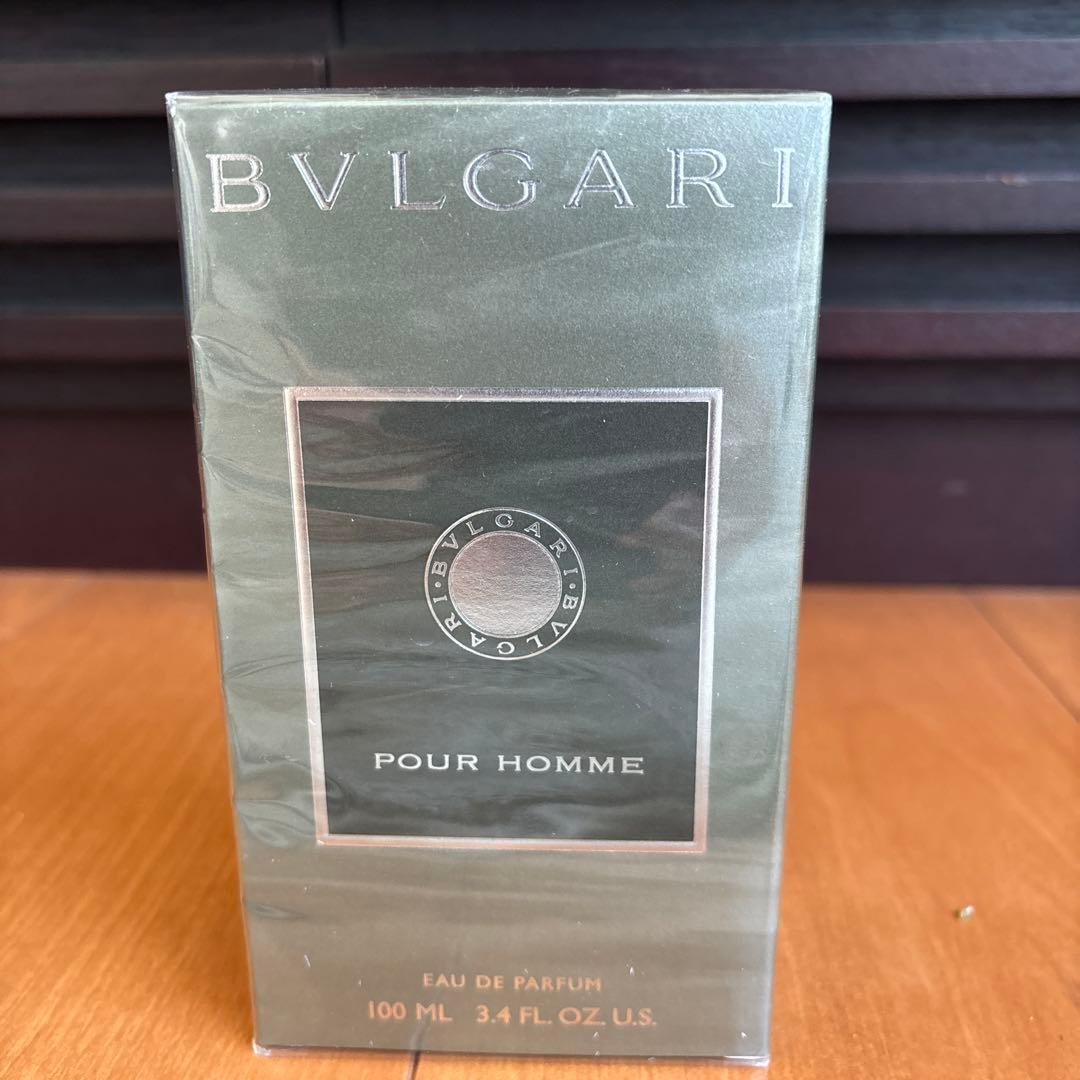 BVLGARI
BVLGARI • BVLGARI •
POUR HOMME
EAU DE PARFUM
100 ML 3.4 FL. OZ. U.S.